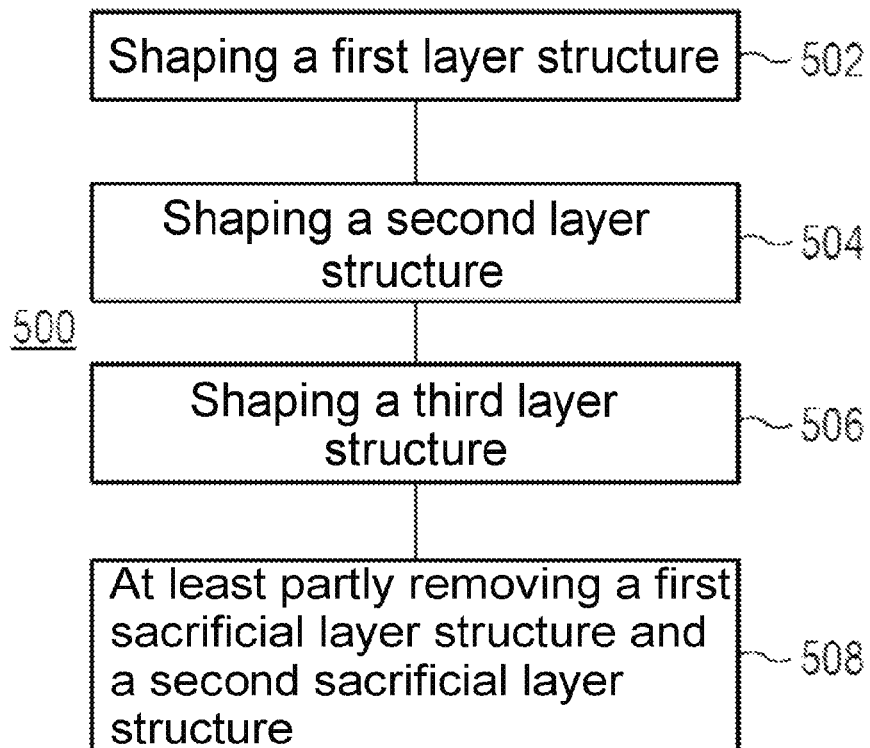 Shaping a first layer structure
502
Shaping a second layer
structure
504
500
Shaping a third layer
structure
506
At least partly removing a first
sacrificial layer structure and
a second sacrificial layer
structure
508